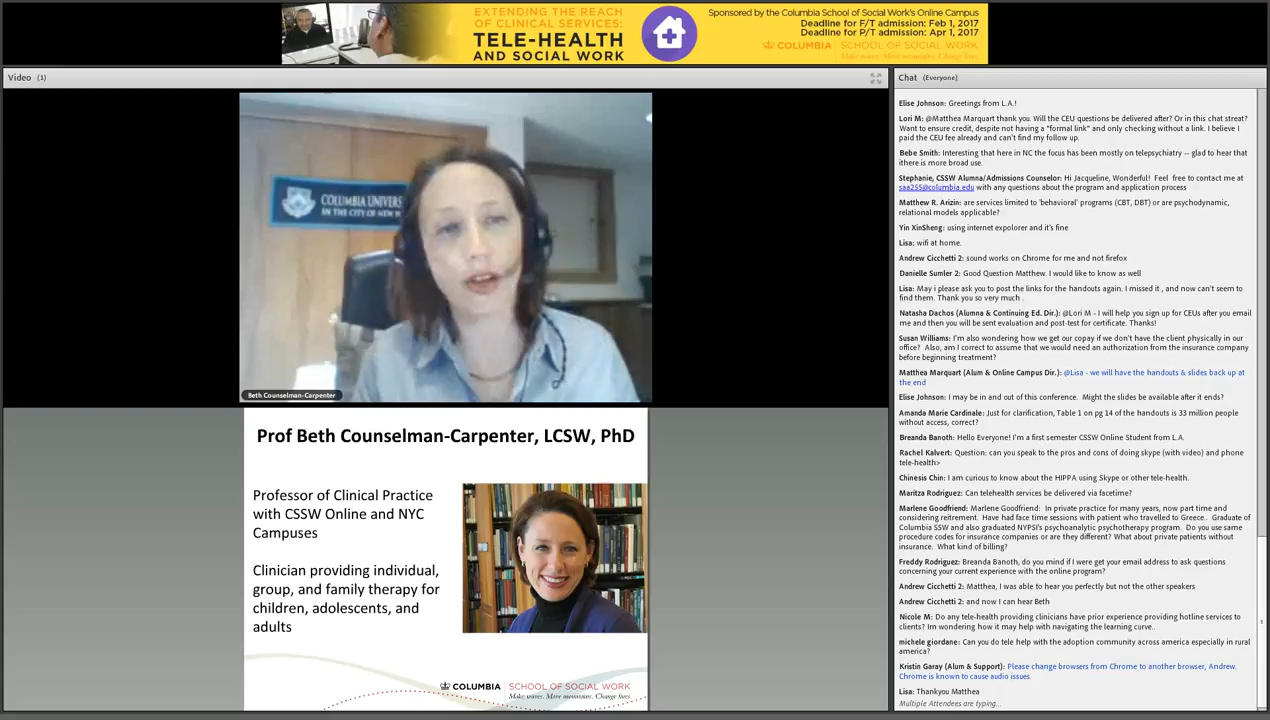 EXTENDING THE REACH
OF CLINICAL SERVICES:
TELE-HEALTH
AND SOCIAL WORK
Sponsored by the Columbia School of Social Work's Online Campus
Deadline for F/T admission: Feb 1, 2017
Deadline for P/T admission: Apr 1, 2017
COLUMBIA | SCHOOL OF SOCIAL WORK
Make waves. Move mountains. Change lives.
Video (1)
COLUMBIA UNIVERS
IN THE CITY OF NEW
Beth Counselman-Carpenter
Prof Beth Counselman-Carpenter, LCSW, PhD
Professor of Clinical Practice
with CSSW Online and NYC
Campuses
Clinician providing individual,
group, and family therapy for
children, adolescents, and
adults
COLUMBIA | SCHOOL OF SOCIAL WORK
Make waves. Move mountains. Change lives.
Chat (Everyone)
Elise Johnson: Greetings from L.A.!
Lori M: @Matthea Marquart thank you. Will the CEU questions be delivered after? Or in this chat streat?
Want to ensure credit, despite not having a "formal link" and only checking without a link. I believe I
paid the CEU fee already and can't find my follow up.
Bebe Smith: Interesting that here in NC the focus has been mostly on telepsychiatry -- glad to hear that
ithere is more broad use.
Stephanie, CSSW Alumna/Admissions Counselor: Hi Jacqueline, Wonderful! Feel free to contact me at
saa255@columbia.edu with any questions about the program and application process
Matthew R. Arizin: are services limited to 'behavioral' programs (CBT, DBT) or are psychodynamic,
relational models applicable?
Yin XinSheng: using internet expolorer and it's fine
Lisa: wifi at home.
Andrew Cicchetti 2: sound works on Chrome for me and not firefox
Danielle Sumler 2: Good Question Matthew. I would like to know as well
Lisa: May i please ask you to post the links for the handouts again. I missed it , and now can't seem to
find them. Thank you so very much .
Natasha Dachos (Alumna & Continuing Ed. Dir.): @Lori M - I will help you sign up for CEUs after you email
me and then you will be sent evaluation and post-test for certificate. Thanks!
Susan Williams: I'm also wondering how we get our copay if we don't have the client physically in our
office? Also, am I correct to assume that we would need an authorization from the insurance company
before beginning treatment?
Matthea Marquart (Alum & Online Campus Dir.): @Lisa - we will have the handouts & slides back up at
the end
Elise Johnson: I may be in and out of this conference. Might the slides be available after it ends?
Amanda Marie Cardinale: Just for clarification, Table 1 on pg 14 of the handouts is 33 million people
without access, correct?
Breanda Banoth: Hello Everyone! I'm a first semester CSSW Online Student from L.A.
Rachel Kalvert: Question: can you speak to the pros and cons of doing skype (with video) and phone
tele-health>
Chinesis Chin: I am curious to know about the HIPPA using Skype or other tele-health.
Maritza Rodriguez: Can telehealth services be delivered via facetime?
Marlene Goodfriend: Marlene Goodfriend: In private practice for many years, now part time and
considering reitrement. Have had face time sessions with patient who travelled to Greece.. Graduate of
Columbia SSW and also graduated NYPSI's psychoanalytic psychotherapy program. Do you use same
procedure codes for insurance companies or are they different? What about private patients without
insurance. What kind of billing?
Freddy Rodriguez: Breanda Banoth, do you mind if I were get your email address to ask questions
concerning your current experience with the online program?
Andrew Cicchetti 2: Matthea, I was able to hear you perfectly but not the other speakers
Andrew Cicchetti 2: and now I can hear Beth
Nicole M: Do any tele-health providing clinicians have prior experience providing hotline services to
clients? Im wondering how it may help with navigating the learning curve..
michele giordane: Can you do tele help with the adoption community across america especially in rural
america?
Kristin Garay (Alum & Support): Please change browsers from Chrome to another browser, Andrew.
Chrome is known to cause audio issues.
Lisa: Thankyou Matthea
Multiple Attendees are typing...